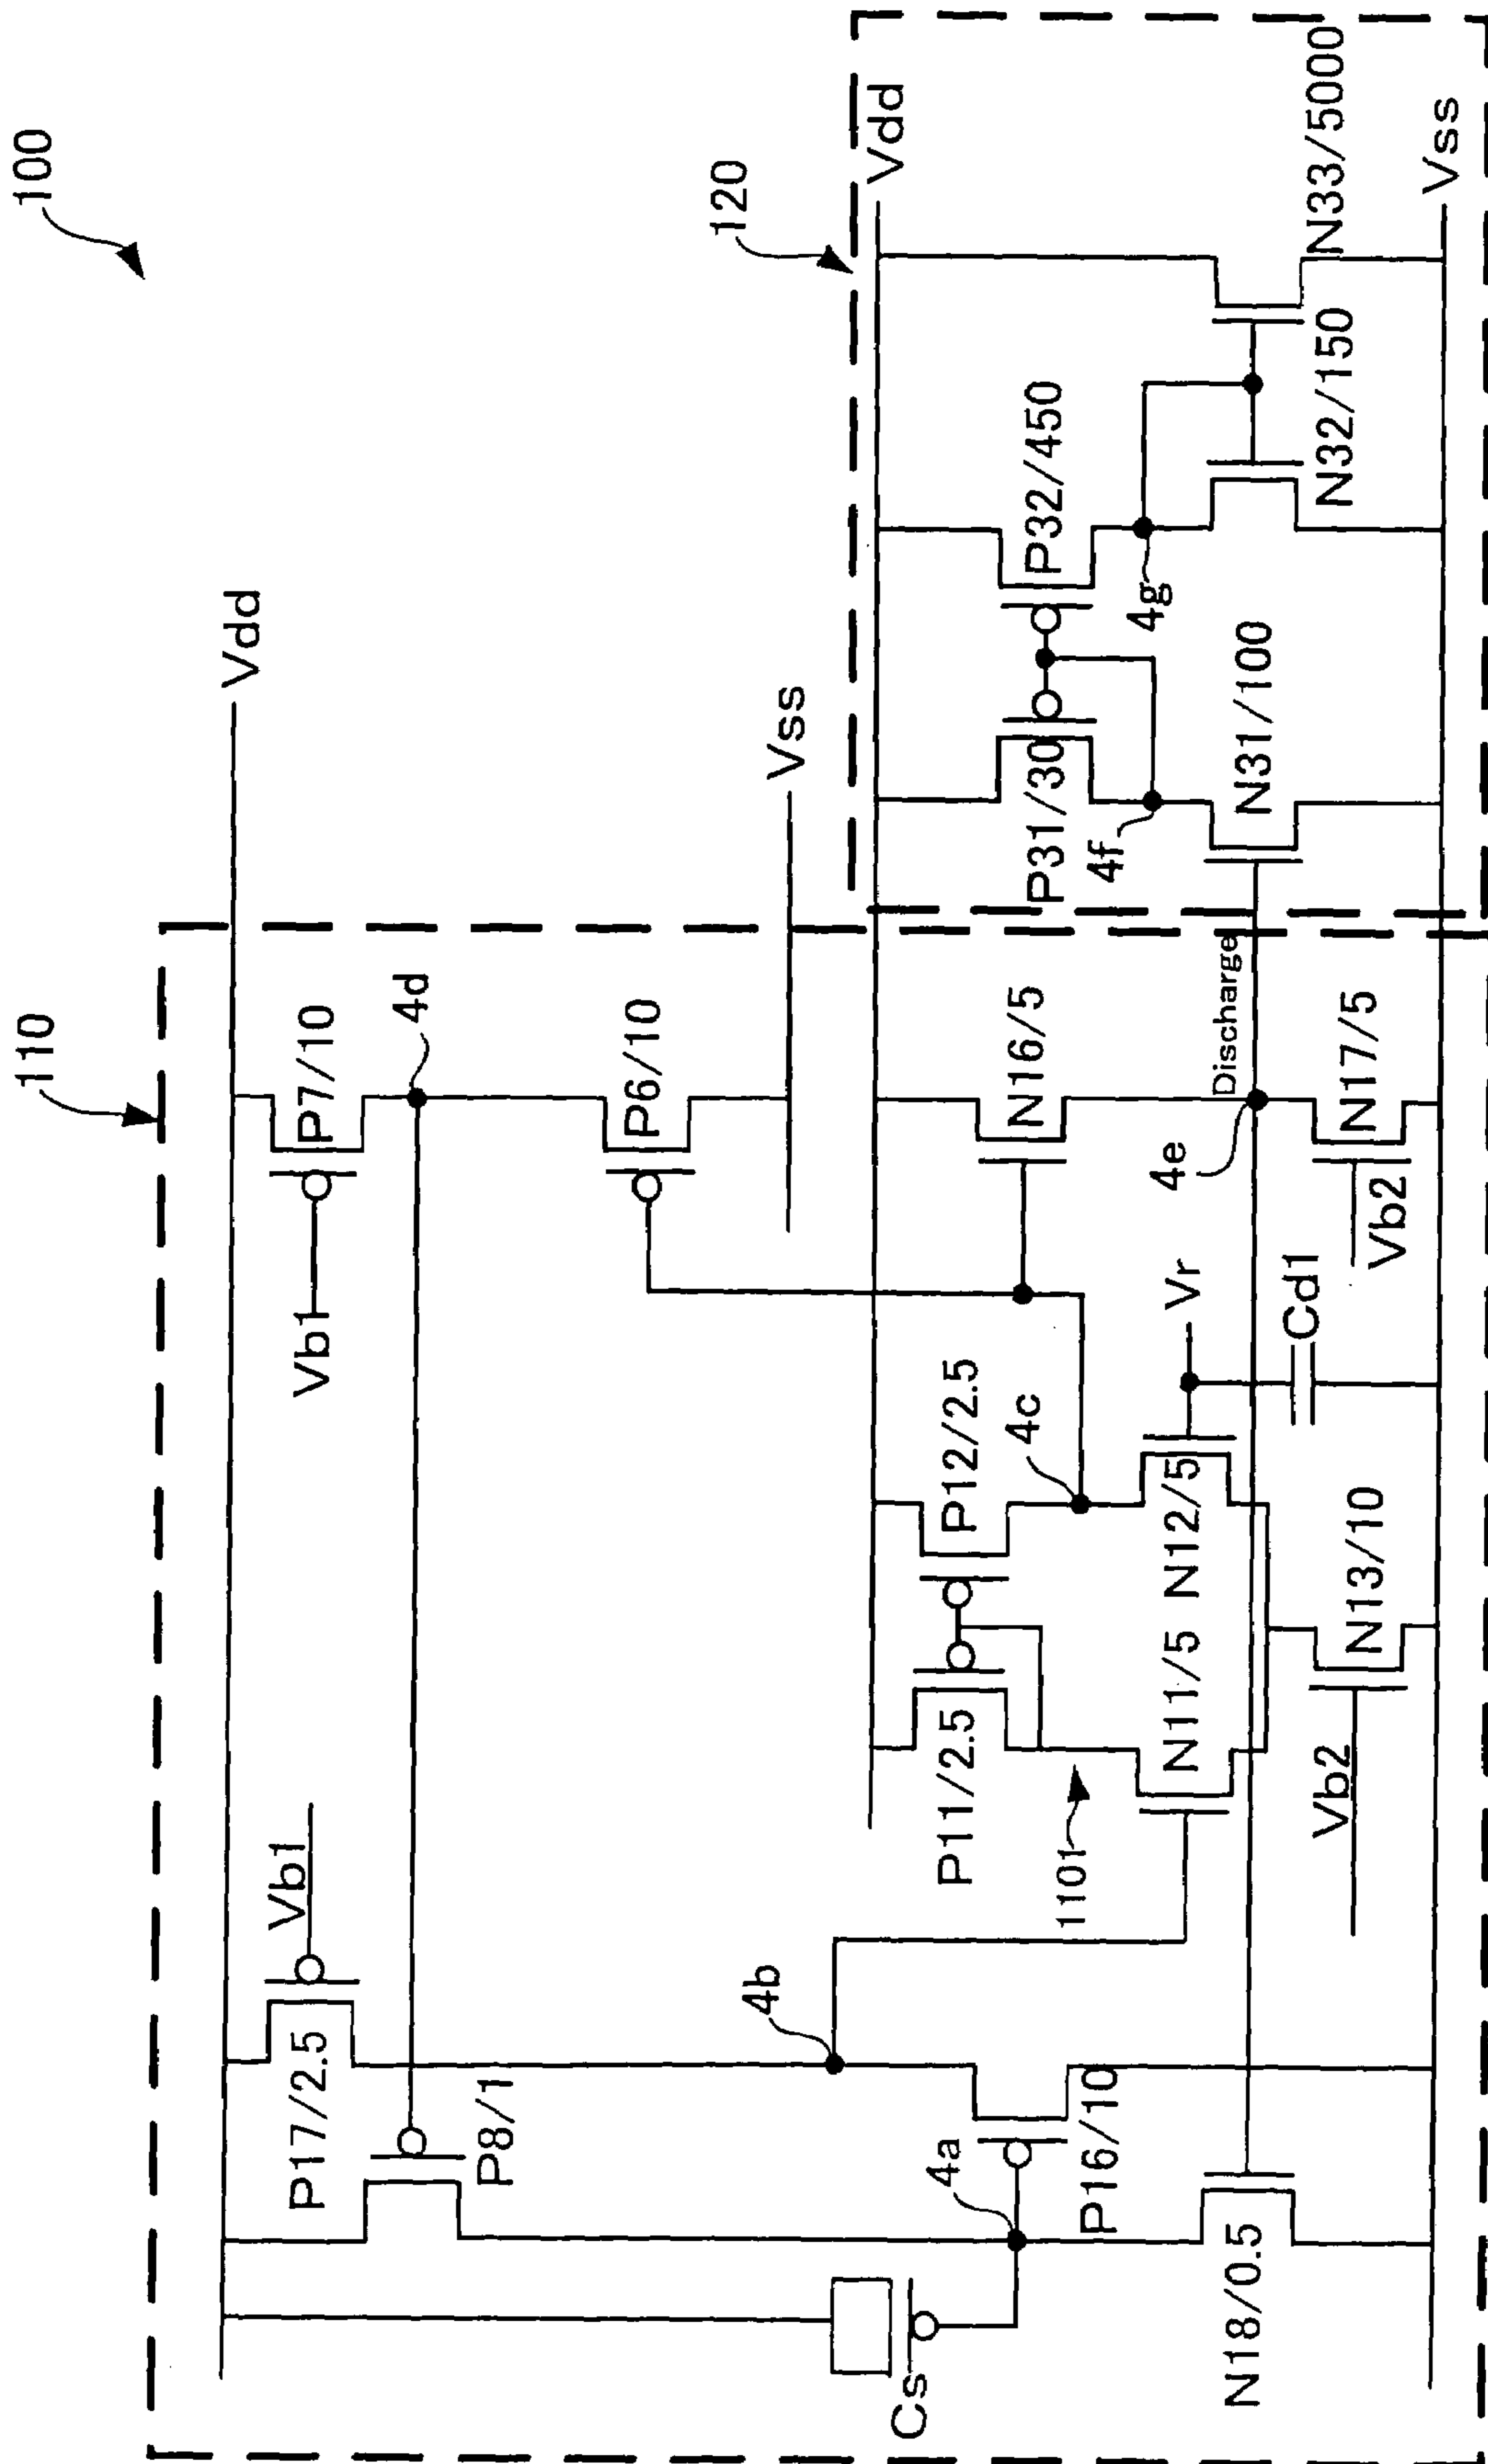 100
110
120
Vdd
Vss
Vdd
Vss
Vb1
P7/10
4d
P6/10
Vb1
P17/2.5
P8/1
4b
4a
P16/10
Cs
N18/0.5
P11/2.5
P12/2.5
1101
4c
N11/5
N12/5
Vr
Cd1
Vb2
N13/10
N16/5
Discharge
4e
N17/5
Vb2
P31/30
P32/450
4f
4g
N31/100
N32/150
N33/5000